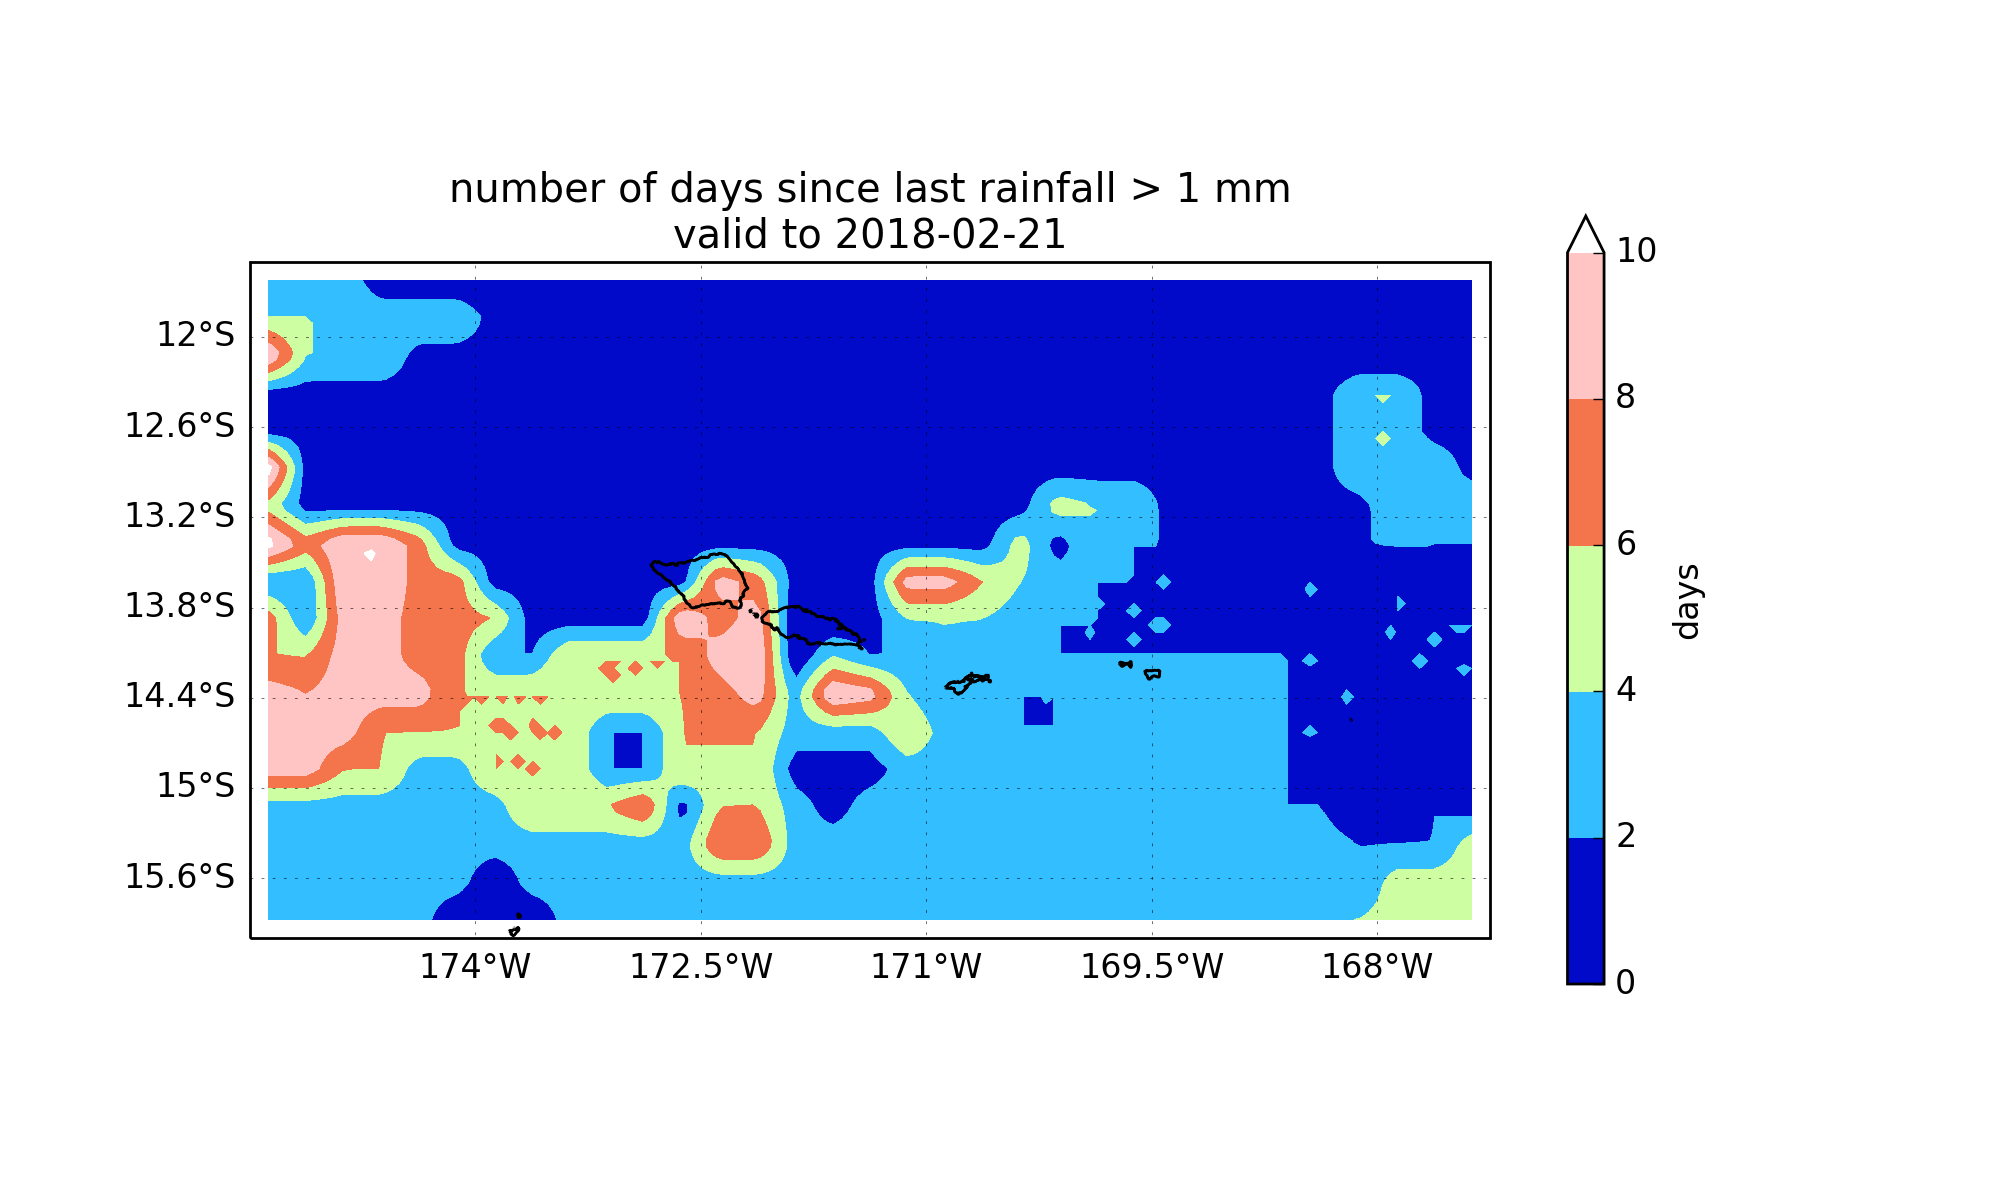 number of days since last rainfall > 1 mm
valid to 2018-02-21
12°S
12.6°S
13.2°S
13.8°S
14.4°S
15°S
15.6°S
174°W
172.5°W
171°W
169.5°W
168°W
10
8
6
4
2
0
days